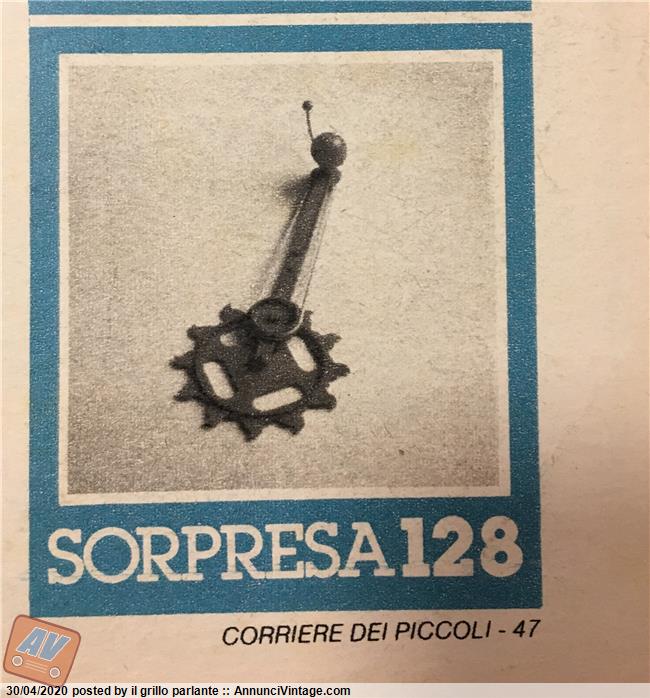 SORPRESA 128
CORRIERE DEI PICCOLI - 47
AV
30/04/2020 posted by il grillo parlante :: AnnunciVintage.com